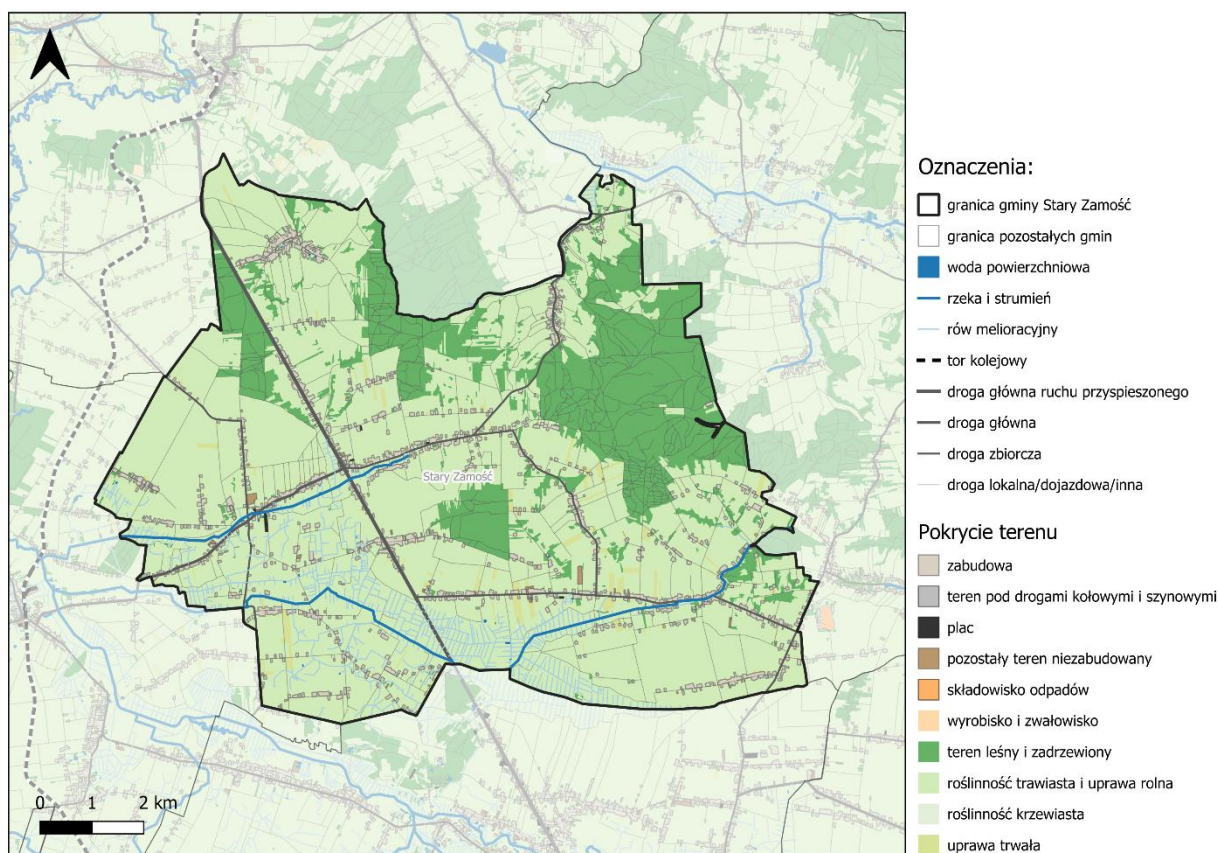 Stary Zamość
0 1 2 km
Oznaczenia:
granica gminy Stary Zamość
granica pozostałych gmin
woda powierzchniowa
rzeka i strumień
rów melioracyjny
tor kolejowy
droga główna ruchu przyspieszonego
droga główna
droga zbiorcza
droga lokalna/dojazdowa/inna
Pokrycie terenu
zabudowa
teren pod drogami kołowymi i szynowymi
plac
pozostały teren niezabudowany
składowisko odpadów
wyrobisko i zwałowisko
teren leśny i zadrzewiony
roślinność trawiasta i uprawa rolna
roślinność krzewiasta
uprawa trwała